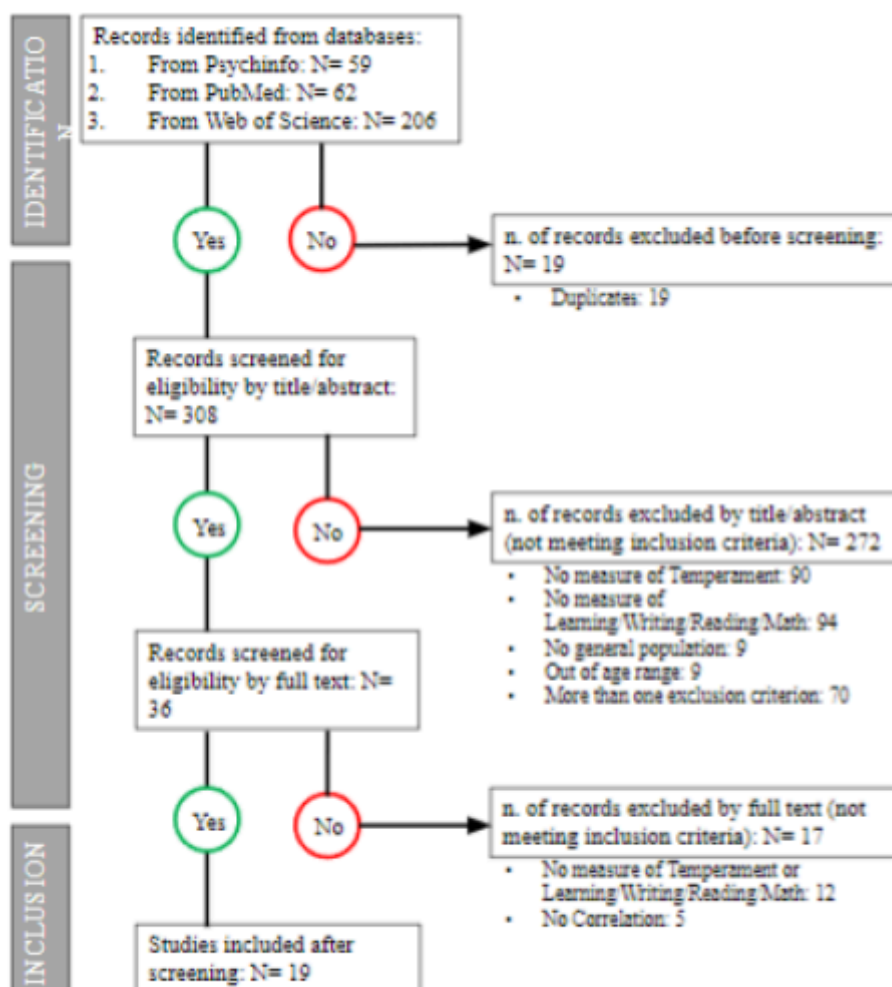 IDENTIFICATIO
N
Records identified from databases:
1. From Psychinfo: N= 59
2. From PubMed: N= 62
3. From Web of Science: N= 206
Yes
No
n. of records excluded before screening:
N= 19
• Duplicates: 19
SCREENING
Records screened for
eligibility by title/abstract:
N= 308
Yes
No
n. of records excluded by title/abstract
(not meeting inclusion criteria): N= 272
• No measure of Temperament: 90
• No measure of
Learning/Writing/Reading/Math: 94
• No general population: 9
• Out of age range: 9
• More than one exclusion criterion: 70
Records screened for
eligibility by full text: N=
36
Yes
No
n. of records excluded by full text (not
meeting inclusion criteria): N= 17
• No measure of Temperament or
Learning/Writing/Reading/Math: 12
• No Correlation: 5
INCLUSION
Studies included after
screening: N= 19